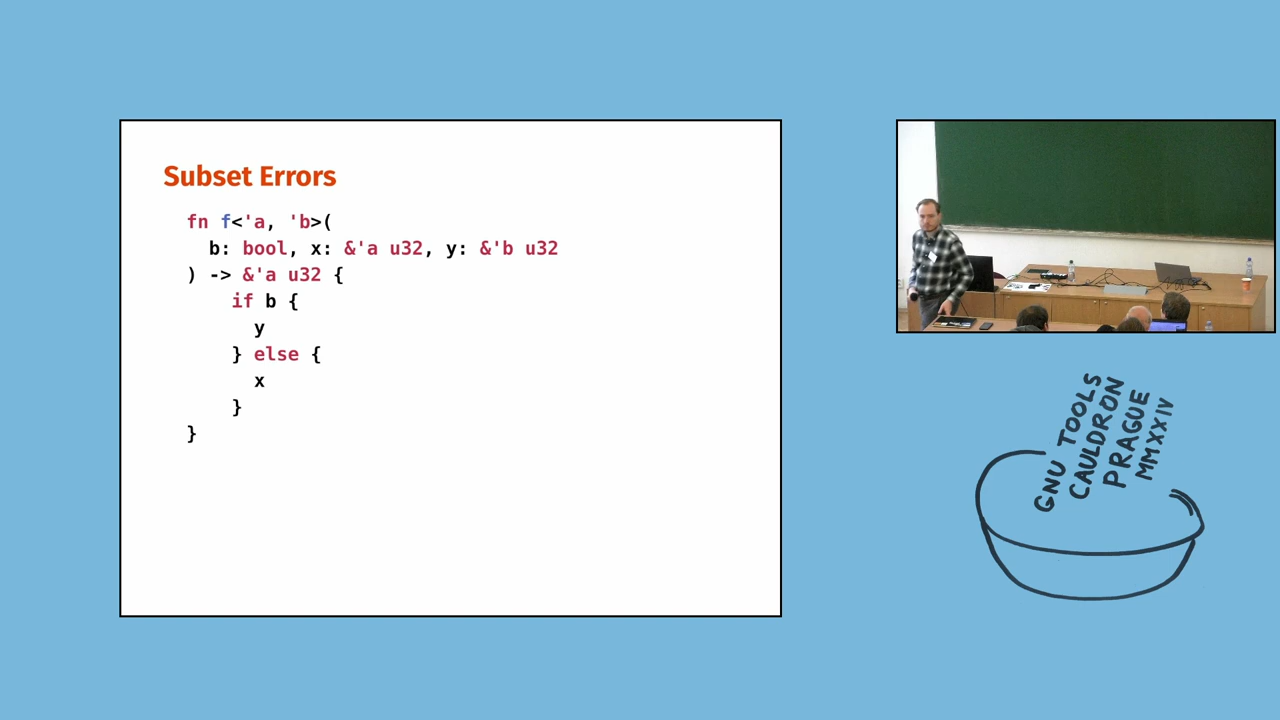 Subset Errors
fn f<'a, 'b>(
  b: bool, x: &'a u32, y: &'b u32
) -> &'a u32 {
    if b {
      y
    } else {
      x
    }
}
GNU TOOLS
CAULDRON
PRAGUE
MMXXIV